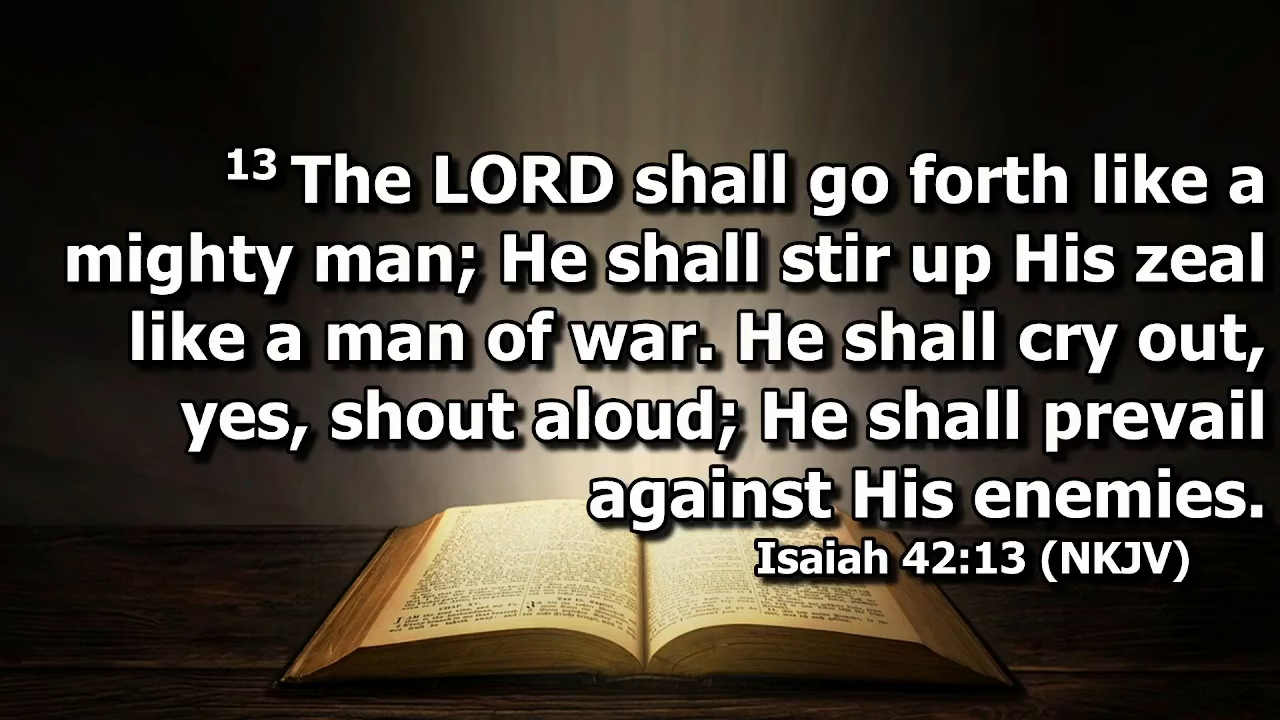 13 The LORD shall go forth like a
mighty man; He shall stir up His zeal
like a man of war. He shall cry out,
yes, shout aloud; He shall prevail
against His enemies.
Isaiah 42:13 (NKJV)